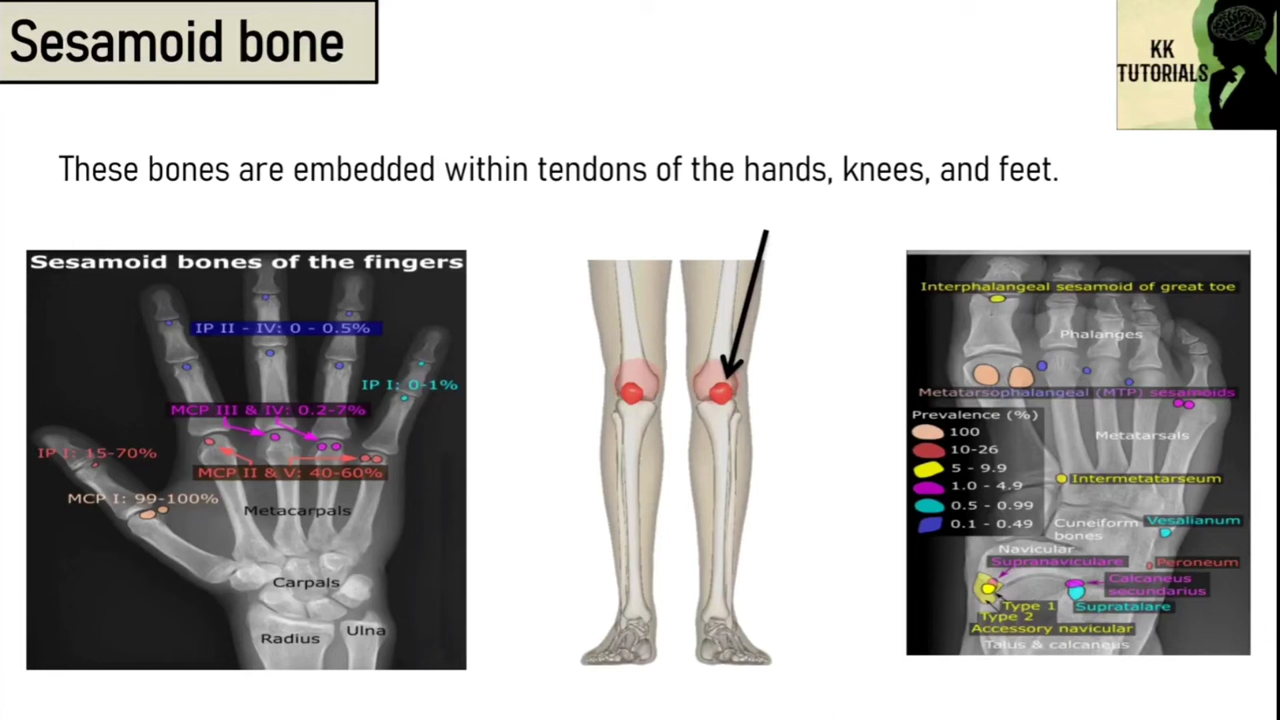 Sesamoid bone
KK
TUTORIALS
These bones are embedded within tendons of the hands, knees, and feet.
Sesamoid bones of the fingers
IP II - IV: 0 - 0.5%
IP I: 0-1%
MCP III & IV: 0.2-7%
IP I: 15-70%
MCP II & V: 40-60%
MCP I: 99-100%
Metacarpals
Carpals
Radius
Ulna
Interphalangeal sesamoid of great toe
Phalanges
Metatarsophalangeal (MTP) sesamoids
Prevalence (%)
100
10-26
5 - 9.9
1.0 - 4.9
0.5 - 0.99
0.1 - 0.49
Metatarsals
Intermetatarseum
Cuneiform
bones
Vesalianum
Navicular
Supranaviculare
Peroneum
Calcaneus
secundarius
Supratalare
Type 1
Type 2
Accessory navicular
Talus & calcaneus